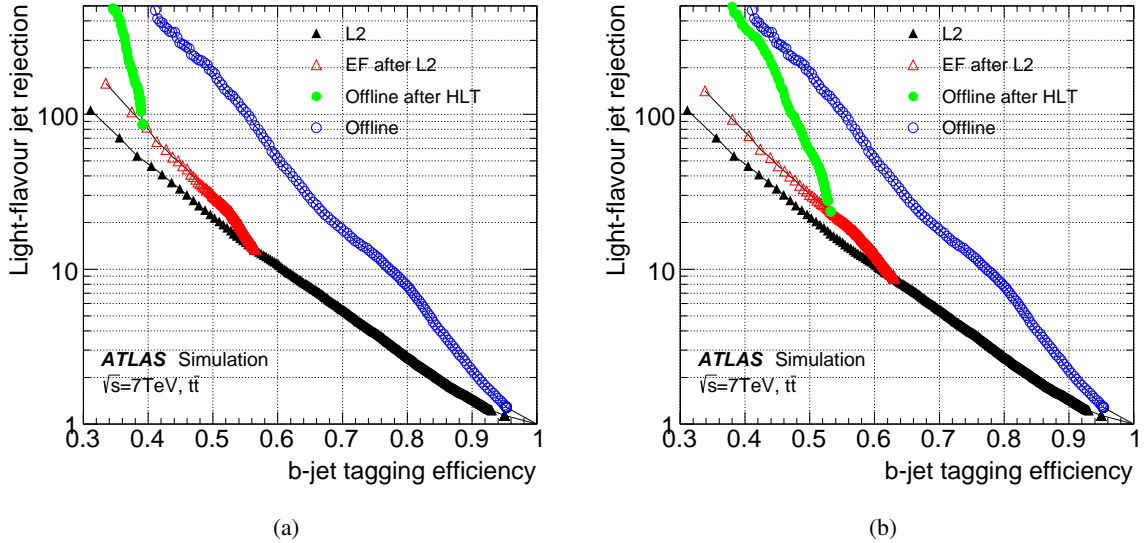 Light-flavour jet rejection
100
10
1
L2
EF after L2
Offline after HLT
Offline
ATLAS Simulation
√s=7TeV, tt̄
0.3 0.4 0.5 0.6 0.7 0.8 0.9 1
b-jet tagging efficiency
(a)
Light-flavour jet rejection
100
10
1
L2
EF after L2
Offline after HLT
Offline
ATLAS Simulation
√s=7TeV, tt̄
0.3 0.4 0.5 0.6 0.7 0.8 0.9 1
b-jet tagging efficiency
(b)